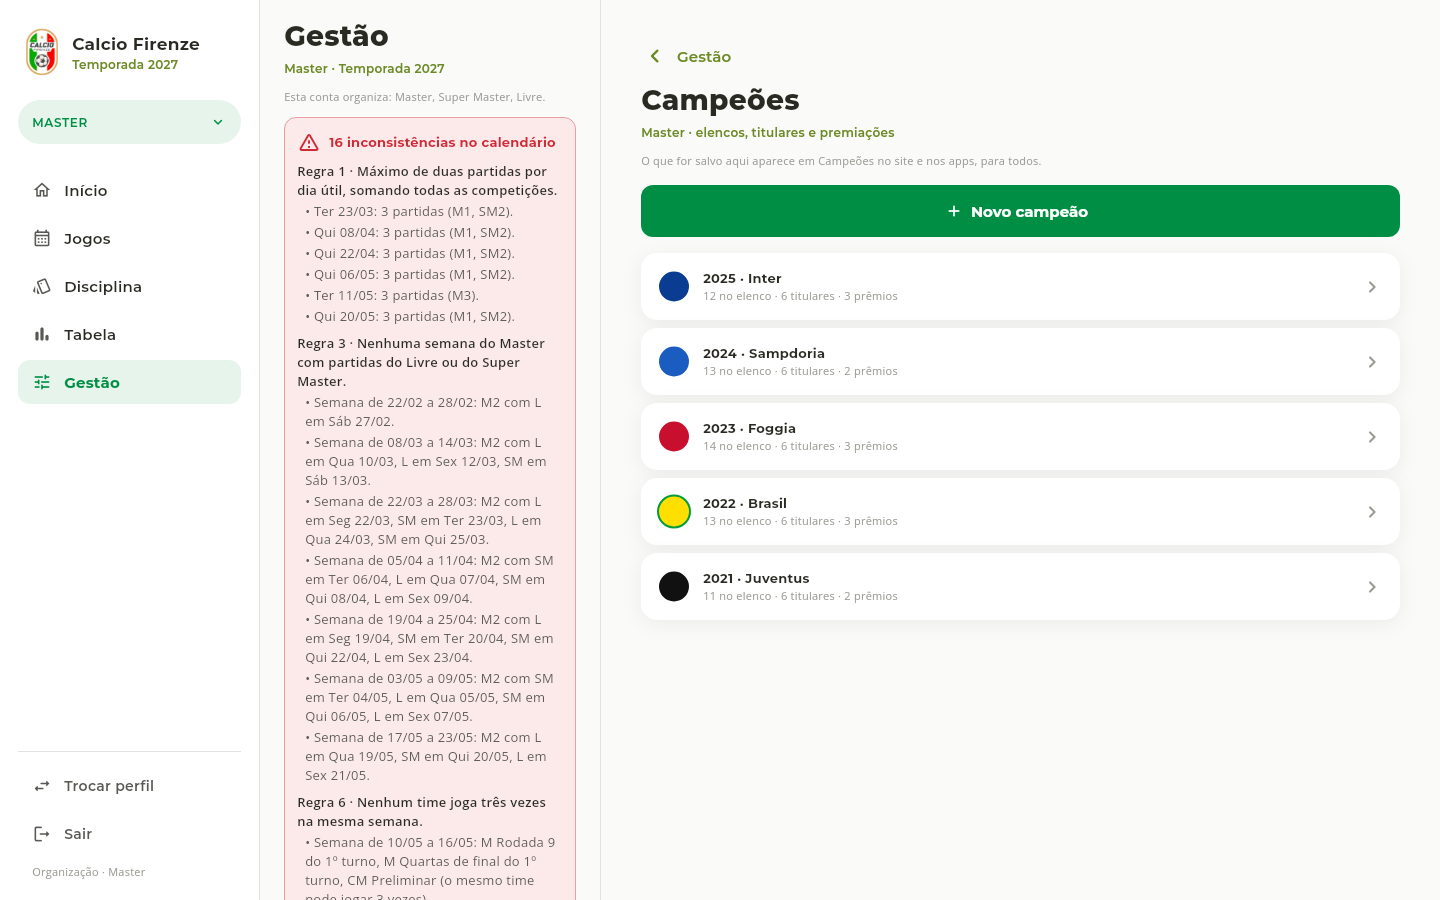 CALCIO
Calcio Firenze
Temporada 2027
MASTER
Início
Jogos
Disciplina
Tabela
Gestão
Trocar perfil
Sair
Organização · Master
Gestão
Master · Temporada 2027
Esta conta organiza: Master, Super Master, Livre.
16 inconsistências no calendário
Regra 1 · Máximo de duas partidas por
dia útil, somando todas as competições.
• Ter 23/03: 3 partidas (M1, SM2).
• Qui 08/04: 3 partidas (M1, SM2).
• Qui 22/04: 3 partidas (M1, SM2).
• Qui 06/05: 3 partidas (M1, SM2).
• Ter 11/05: 3 partidas (M3).
• Qui 20/05: 3 partidas (M1, SM2).
Regra 3 · Nenhuma semana do Master
com partidas do Livre ou do Super
Master.
• Semana de 22/02 a 28/02: M2 com L
em Sáb 27/02.
• Semana de 08/03 a 14/03: M2 com L
em Qua 10/03, L em Sex 12/03, SM em
Sáb 13/03.
• Semana de 22/03 a 28/03: M2 com L
em Seg 22/03, SM em Ter 23/03, L em
Qua 24/03, SM em Qui 25/03.
• Semana de 05/04 a 11/04: M2 com SM
em Ter 06/04, L em Qua 07/04, SM em
Qui 08/04, L em Sex 09/04.
• Semana de 19/04 a 25/04: M2 com L
em Seg 19/04, SM em Ter 20/04, SM em
Qui 22/04, L em Sex 23/04.
• Semana de 03/05 a 09/05: M2 com SM
em Ter 04/05, L em Qua 05/05, SM em
Qui 06/05, L em Sex 07/05.
• Semana de 17/05 a 23/05: M2 com L
em Qua 19/05, SM em Qui 20/05, L em
Sex 21/05.
Regra 6 · Nenhum time joga três vezes
na mesma semana.
• Semana de 10/05 a 16/05: M Rodada 9
do 1º turno, M Quartas de final do 1º
turno, CM Preliminar (o mesmo time
pode jogar 3 vezes)
Gestão
Campeões
Master · elencos, titulares e premiações
O que for salvo aqui aparece em Campeões no site e nos apps, para todos.
+ Novo campeão
2025 · Inter
12 no elenco · 6 titulares · 3 prêmios
2024 · Sampdoria
13 no elenco · 6 titulares · 2 prêmios
2023 · Foggia
14 no elenco · 6 titulares · 3 prêmios
2022 · Brasil
13 no elenco · 6 titulares · 3 prêmios
2021 · Juventus
11 no elenco · 6 titulares · 2 prêmios